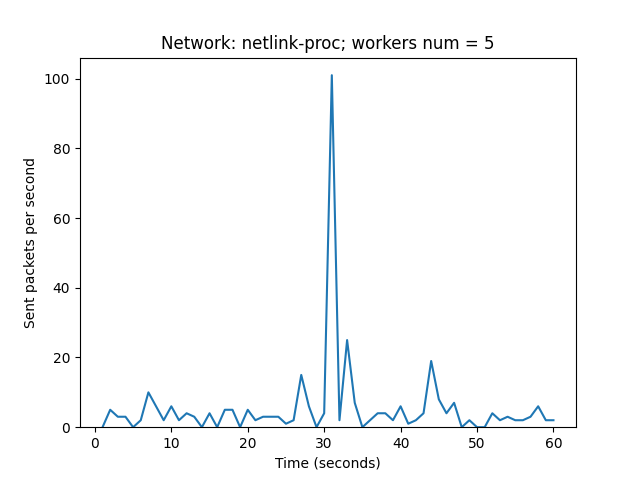 Network: netlink-proc; workers num = 5
Sent packets per second
100
80
60
40
20
0
0 10 20 30 40 50 60
Time (seconds)